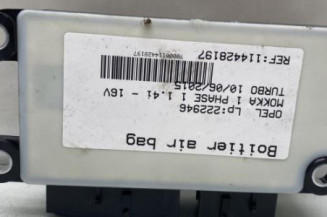 Boitier air bag
OPEL Lp:222946
MOKKA 1 PHASE 1 1.4i - 16V
TURBO 10/06/2015
REF:114428197